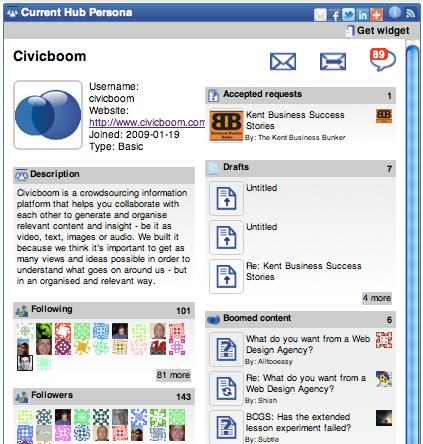 Current Hub Persona
Get widget
Civicboom
89
Username:
civicboom
Website:
http://www.civicboom.com
Joined: 2009-01-19
Type: Basic
Description
Civicboom is a crowdsourcing information
platform that helps you collaborate with
each other to generate and organise
relevant content and insight - be it as
video, text, images or audio. We built it
because we think it's important to get as
many views and ideas possible in order to
understand what goes on around us - but
in an organised and relevant way.
Following 101
81 more
Followers 143
Accepted requests 1
BB
Kent Business Success
Stories
By: The Kent Business Bunker
Drafts 7
Untitled
Untitled
Re: Kent Business Success
Stories
4 more
Boomed content 6
What do you want from a Web
Design Agency?
By: Alltooeasy
Re: What do you want from a
Web Design Agency?
By: Shish
BCGS: Has the extended
lesson experiment failed?
By: Subtle